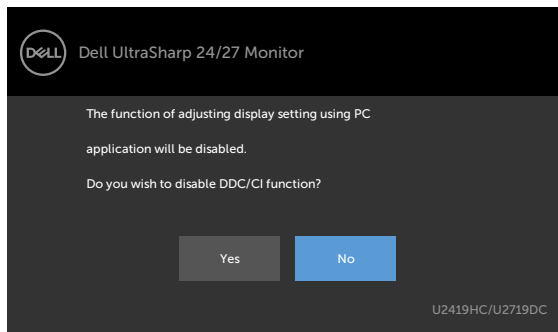 DELL Dell UltraSharp 24/27 Monitor
The function of adjusting display setting using PC
application will be disabled.
Do you wish to disable DDC/CI function?
Yes No
U2419HC/U2719DC